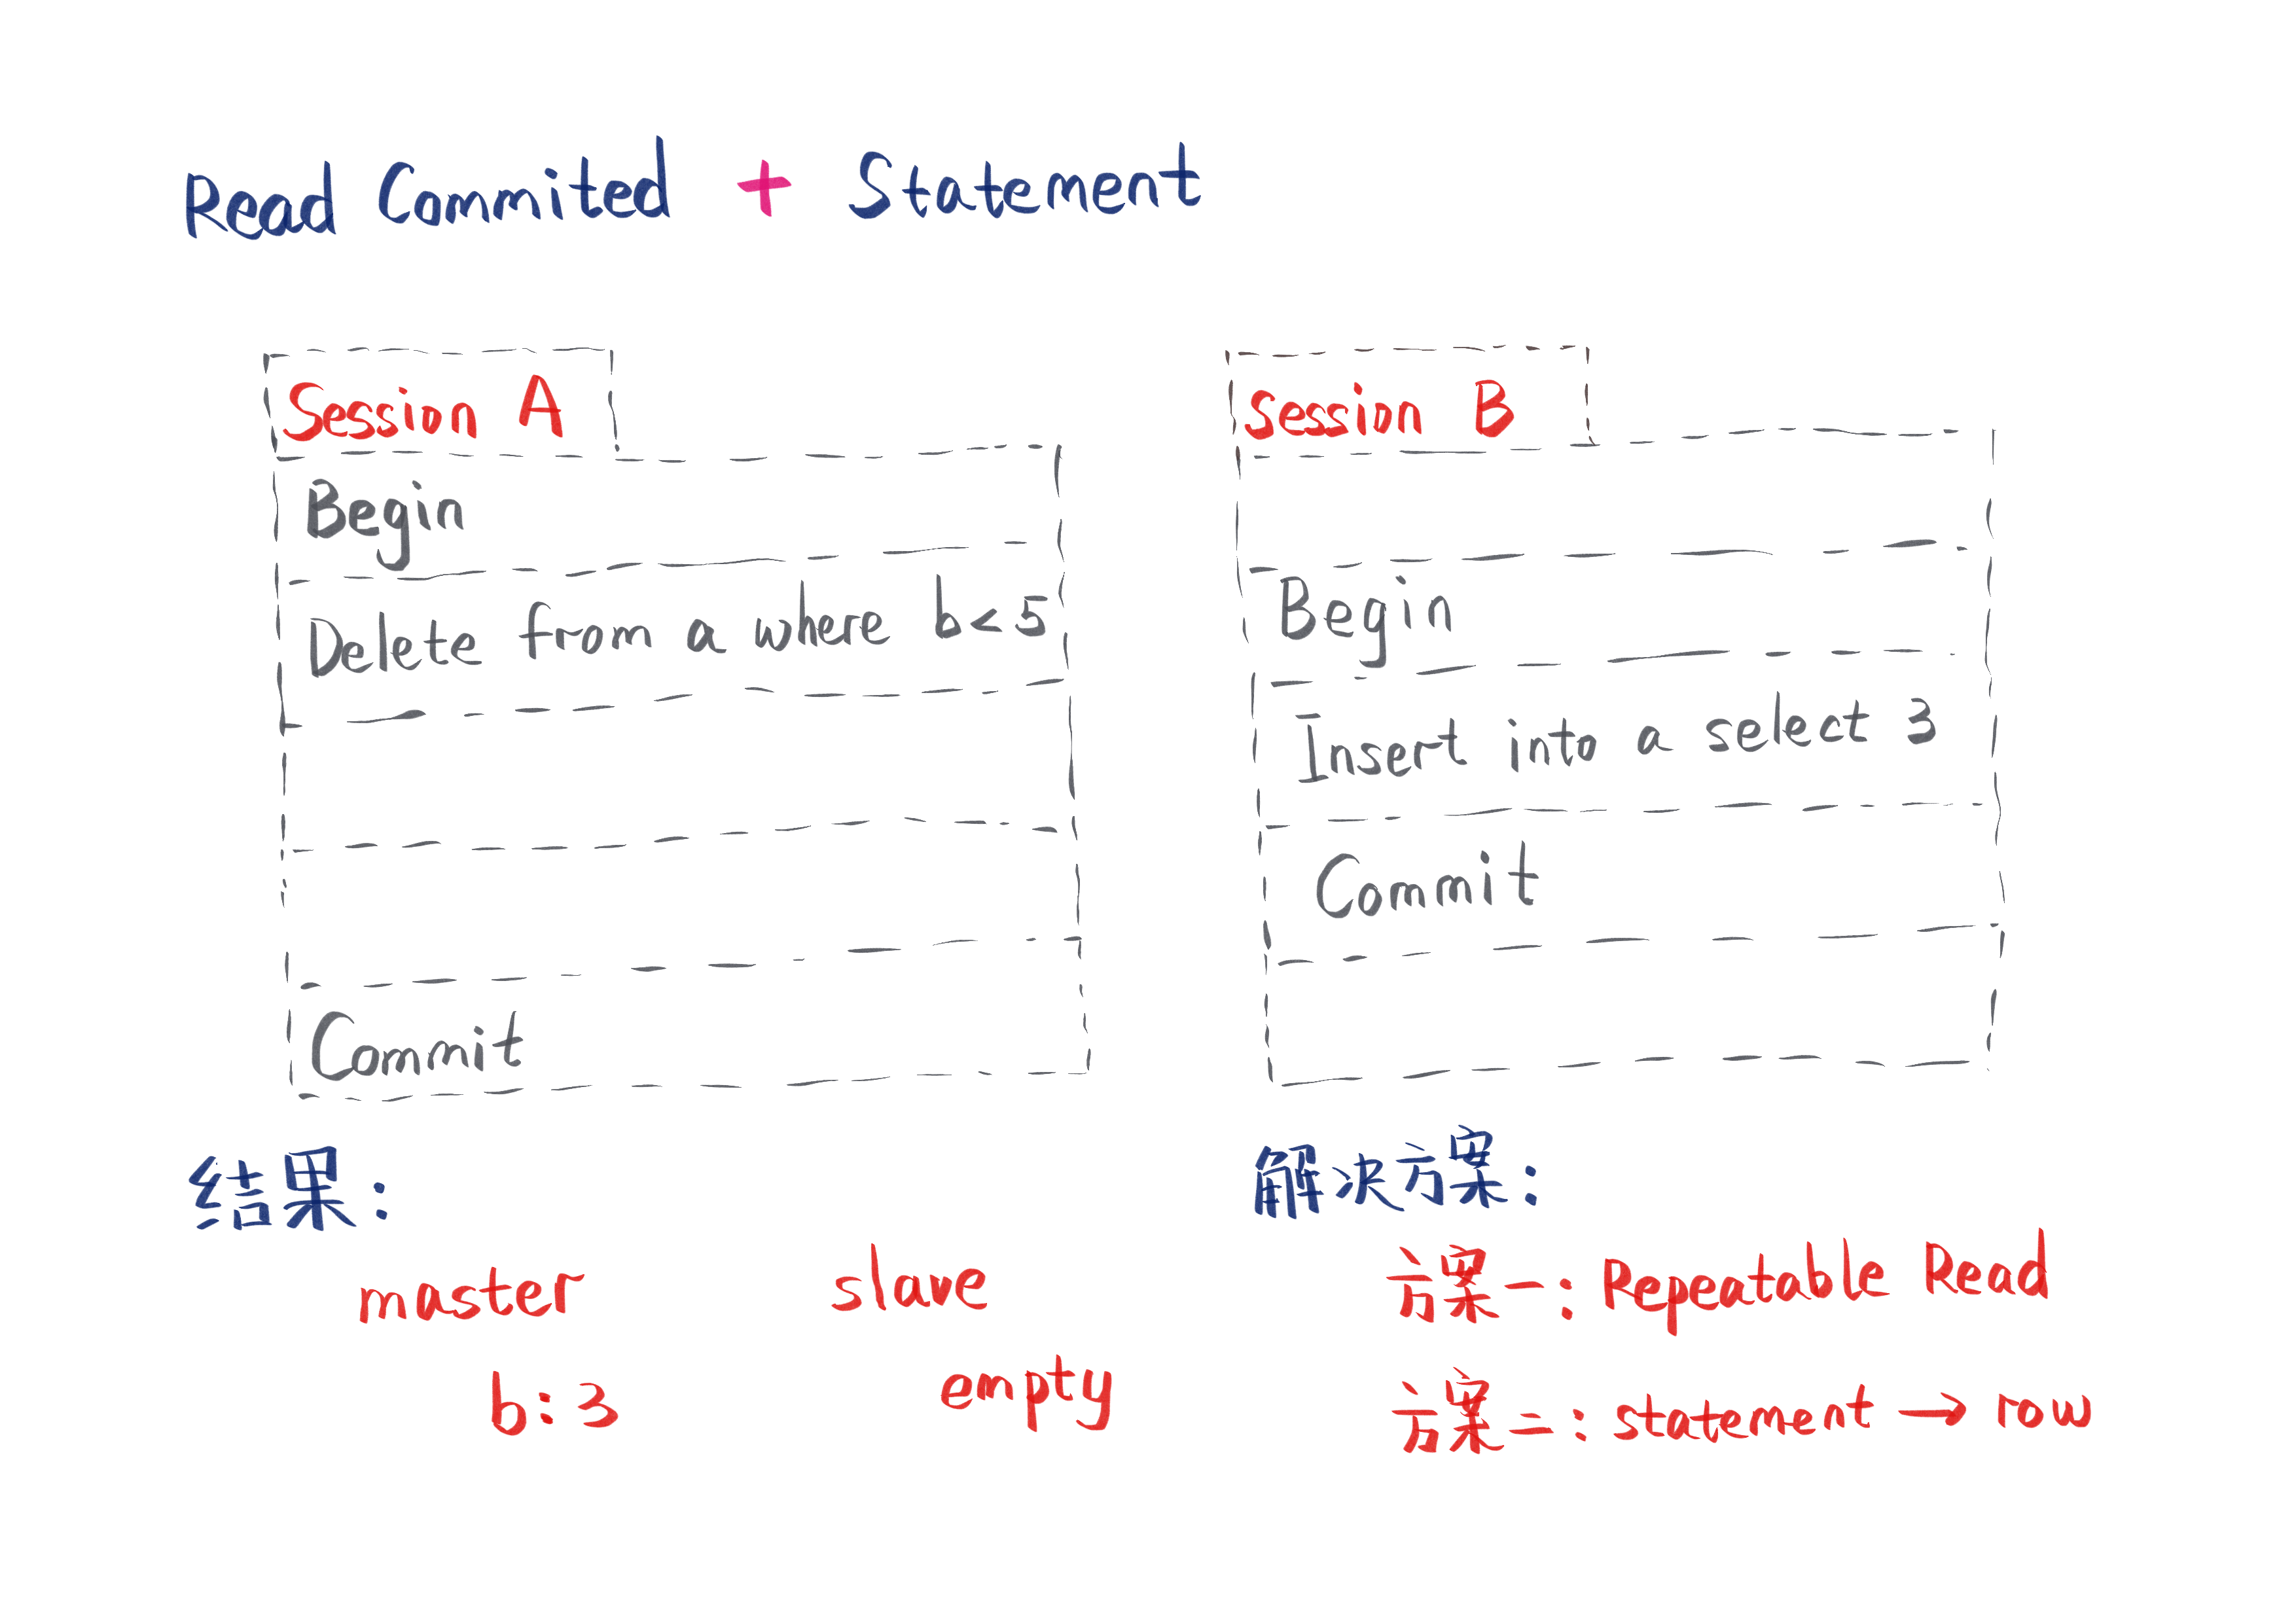 Read Commited + Statement
Session A
Begin
Delete from a where b<5
Commit
Session B
Begin
Insert into a select 3
Commit
结果:
master slave
b:3 empty
解决方案:
方案一: Repeatable Read
方案二: statement → row